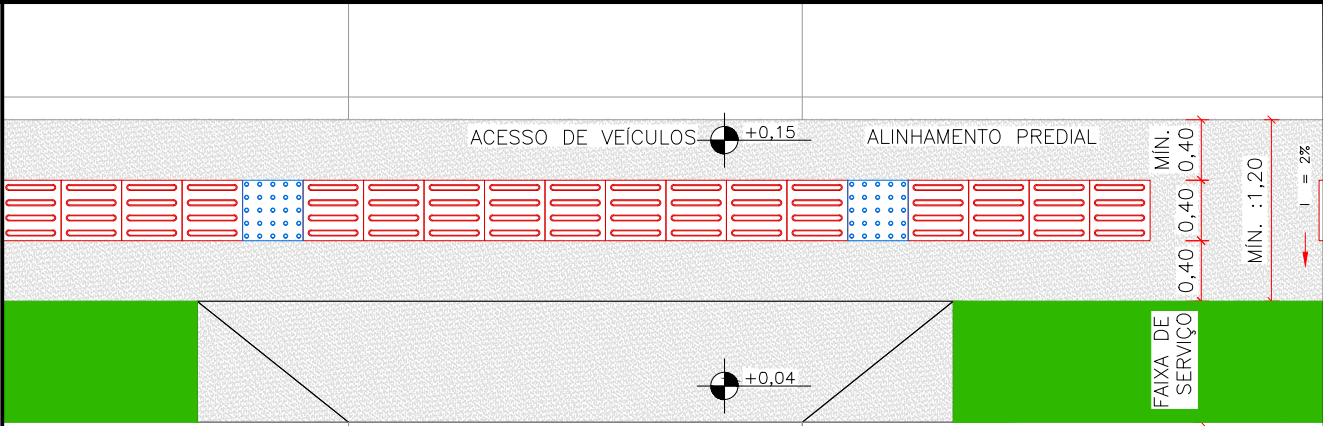 ACESSO DE VEÍCULOS
+0,15
ALINHAMENTO PREDIAL
MÍN.
0,40
0,40
0,40
MÍN. :1,20
I = 2%
+0,04
FAIXA DE
SERVIÇO